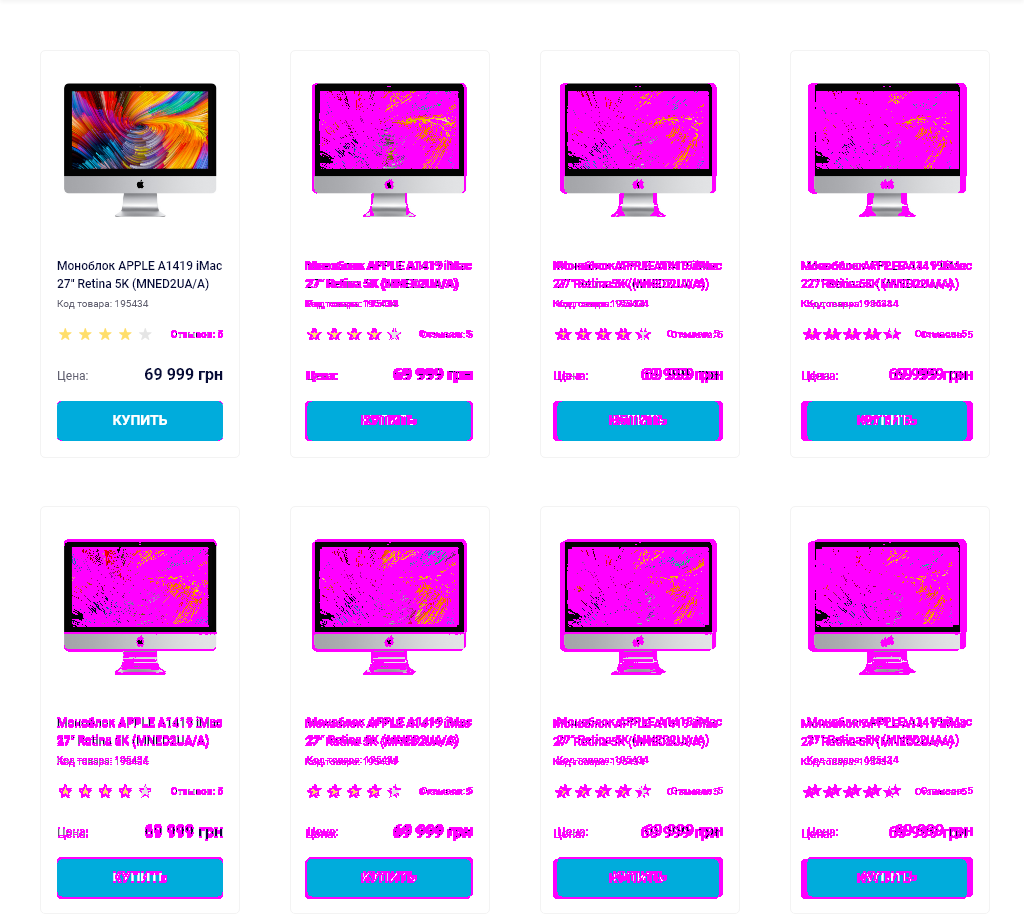 Моноблок APPLE A1419 iMac
27" Retina 5K (MNED2UA/A)
Код товара: 195434
Отзывов: 5
Цена: 69 999 грн
КУПИТЬ
Моноблок APPLE A1419 iMac
27" Retina 5K (MNED2UA/A)
Код товара: 195434
Отзывов: 5
Цена: 69 999 грн
КУПИТЬ
Моноблок APPLE A1419 iMac
27" Retina 5K (MNED2UA/A)
Код товара: 195434
Отзывов: 5
Цена: 69 999 грн
КУПИТЬ
Моноблок APPLE A1419 iMac
27" Retina 5K (MNED2UA/A)
Код товара: 195434
Отзывов: 5
Цена: 69 999 грн
КУПИТЬ
Моноблок APPLE A1419 iMac
27" Retina 5K (MNED2UA/A)
Код товара: 195434
Отзывов: 5
Цена: 69 999 грн
КУПИТЬ
Моноблок APPLE A1419 iMac
27" Retina 5K (MNED2UA/A)
Код товара: 195434
Отзывов: 5
Цена: 69 999 грн
КУПИТЬ
Моноблок APPLE A1419 iMac
27" Retina 5K (MNED2UA/A)
Код товара: 195434
Отзывов: 5
Цена: 69 999 грн
КУПИТЬ
Моноблок APPLE A1419 iMac
27" Retina 5K (MNED2UA/A)
Код товара: 195434
Отзывов: 5
Цена: 69 999 грн
КУПИТЬ